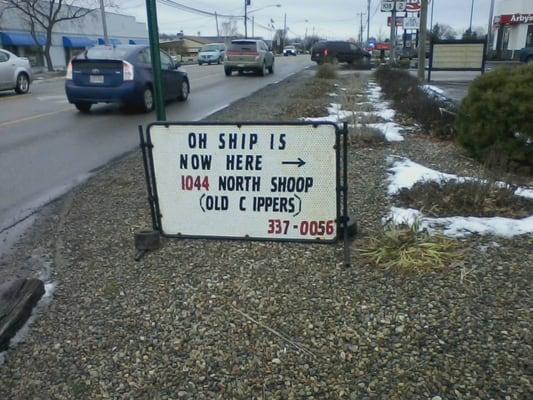 OH SHIP IS
NOW HERE →
1044 NORTH SHOOP
(OLD C IPPERS)
337-0056
Arby's